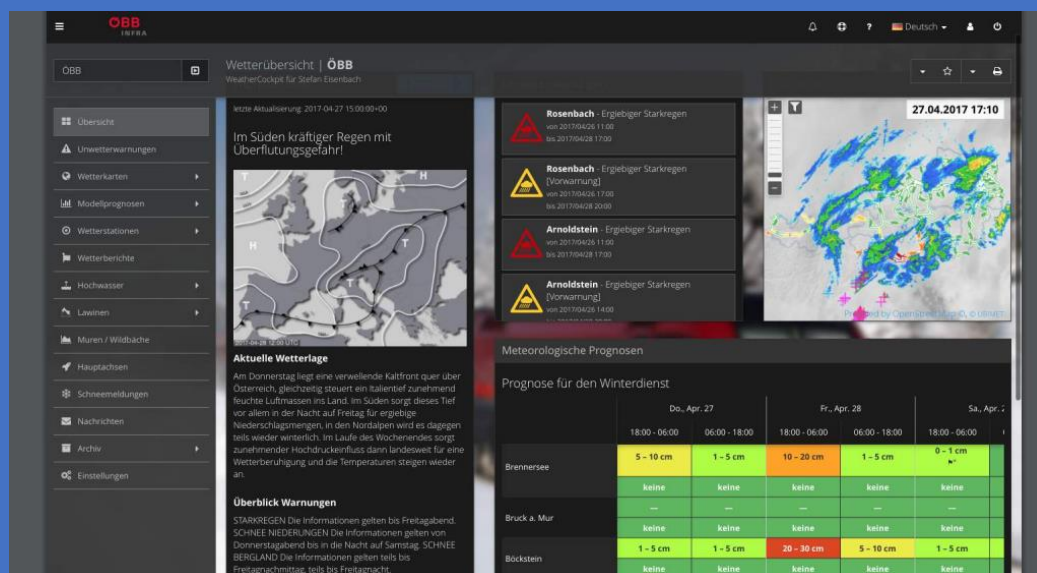 ÖBB
INFRA
?
Deutsch
ÖBB
Wetterübersicht | ÖBB
WeatherCockpit für Stefan Eisenbach
Übersicht
Unwetterwarnungen
Wetterkarten
Modellprognosen
Wetterstationen
Wetterberichte
Hochwasser
Lawinen
Muren / Wildbäche
Hauptachsen
Schneemeldungen
Nachrichten
Archiv
Einstellungen
letzte Aktualisierung: 2017-04-27 15:00:00+00
Im Süden kräftiger Regen mit
Überflutungsgefahr!
T
H
T
H
T
T
2017-04-28 12:00 UTC
Aktuelle Wetterlage
Am Donnerstag liegt eine verwellende Kaltfront quer über
Österreich, gleichzeitig steuert ein Italientief zunehmend
feuchte Luftmassen ins Land. Im Süden sorgt dieses Tief
vor allem in der Nacht auf Freitag für ergiebige
Niederschlagsmengen, in den Nordalpen wird es dagegen
teils wieder winterlich. Im Laufe des Wochenendes sorgt
zunehmender Hochdruckeinfluss dann landesweit für eine
Wetterberuhigung und die Temperaturen steigen wieder
an.
Überblick Warnungen
STARKREGEN Die Informationen gelten bis Freitagabend.
SCHNEE NIEDERUNGEN Die Informationen gelten von
Donnerstagabend bis in die Nacht auf Samstag. SCHNEE
BERGLAND Die Informationen gelten teils bis
Freitagnachmittag, teils bis Freitagnacht.
Rosenbach - Ergiebiger Starkregen
von 2017/04/26 11:00
bis 2017/04/28 17:00
Rosenbach - Ergiebiger Starkregen
[Vorwarnung]
von 2017/04/26 17:00
bis 2017/04/28 20:00
Arnoldstein - Ergiebiger Starkregen
von 2017/04/26 11:00
bis 2017/04/28 17:00
Arnoldstein - Ergiebiger Starkregen
[Vorwarnung]
von 2017/04/26 14:00
27.04.2017 17:10
Provided by OpenStreetMap ©, © UBIMET
Meteorologische Prognosen
Prognose für den Winterdienst
Do., Apr. 27 Fr., Apr. 28 Sa., Apr.
18:00 - 06:00 06:00 - 18:00 18:00 - 06:00 06:00 - 18:00 18:00 - 06:00
Brennersee 5 – 10 cm 1 – 5 cm 10 – 20 cm 1 – 5 cm 0 – 1 cm
keine keine keine keine keine
Bruck a. Mur --- --- --- --- ---
keine keine keine keine keine
Böckstein 1 – 5 cm 1 – 5 cm 20 – 30 cm 5 – 10 cm 1 – 5 cm
keine keine keine keine keine